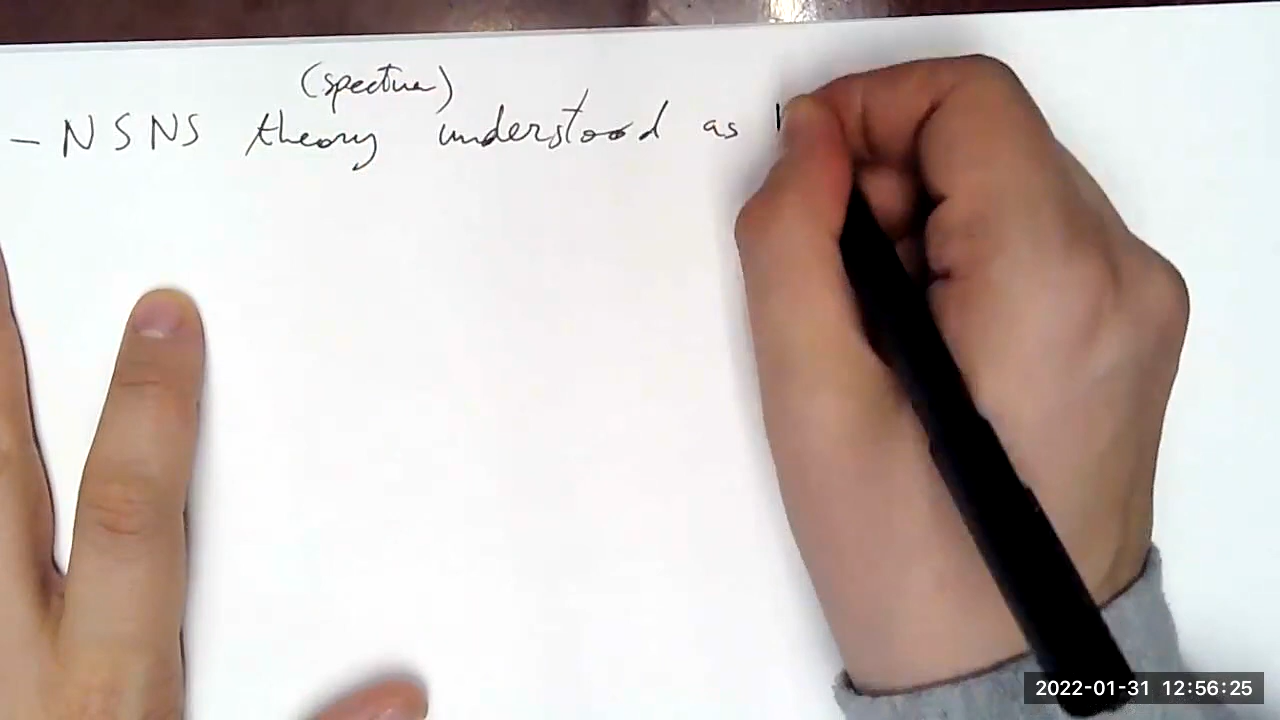 (spectrum)
- NSNS theory understood as
2022-01-31 12:56:25